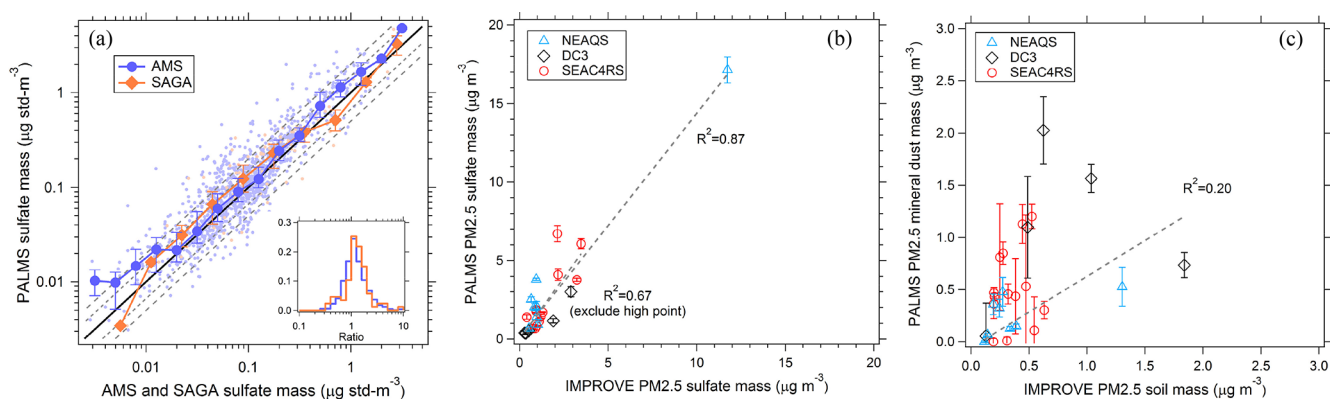 (a)
AMS
SAGA
PALMS sulfate mass (µg std-m⁻³)
1
0.1
0.01
0.3
0.2
0.1
0.0
0.1
1
10
Ratio
0.01
0.1
1
AMS and SAGA sulfate mass (µg std-m⁻³)
(b)
NEAQS
DC3
SEAC4RS
PALMS PM2.5 sulfate mass (µg m⁻³)
20
15
10
5
0
R²=0.87
R²=0.67
(exclude high point)
0
5
10
15
20
IMPROVE PM2.5 sulfate mass (µg m⁻³)
(c)
NEAQS
DC3
SEAC4RS
PALMS PM2.5 mineral dust mass (µg m⁻³)
3.0
2.5
2.0
1.5
1.0
0.5
0.0
R²=0.20
0.0
0.5
1.0
1.5
2.0
2.5
3.0
IMPROVE PM2.5 soil mass (µg m⁻³)